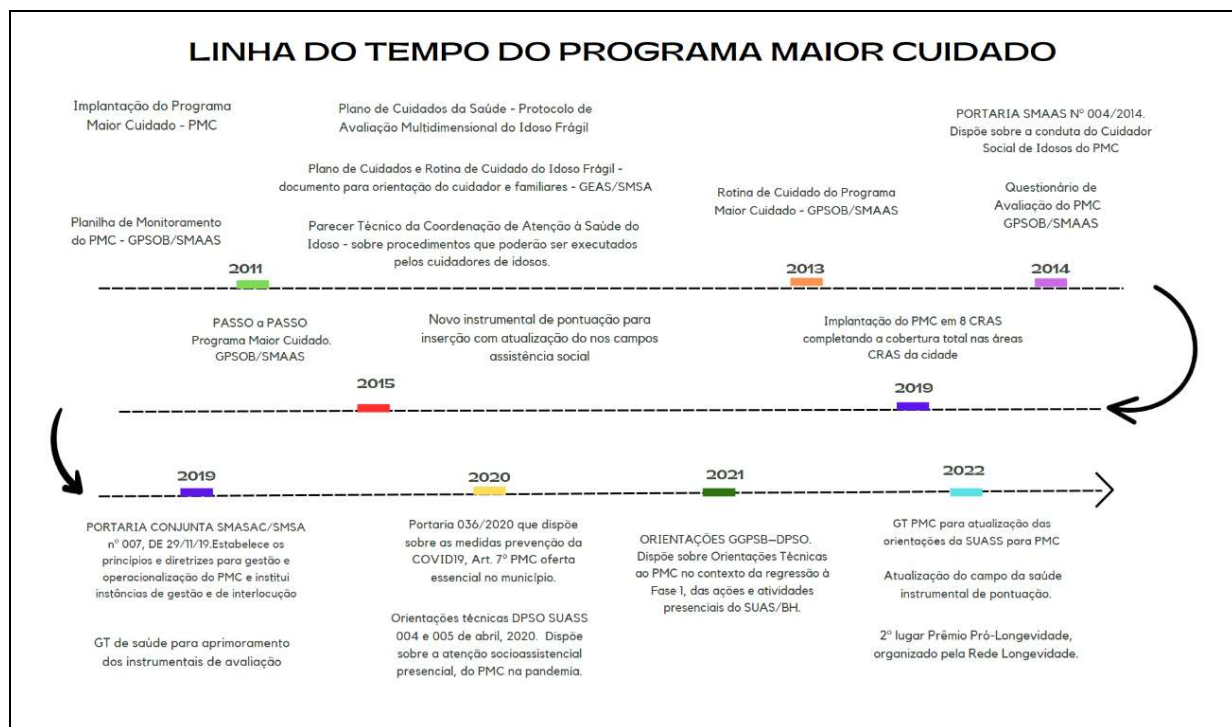 LINHA DO TEMPO DO PROGRAMA MAIOR CUIDADO
Implantação do Programa
Maior Cuidado - PMC
Planilha de Monitoramento
do PMC - GPSOB/SMAAS
Plano de Cuidados da Saúde - Protocolo de
Avaliação Multidimensional do Idoso Frágil
Plano de Cuidados e Rotina de Cuidado do Idoso Frágil -
documento para orientação do cuidador e familiares - GEAS/SMSA
Parecer Técnico da Coordenação de Atenção à Saúde do
Idoso - sobre procedimentos que poderão ser executados
pelos cuidadores de idosos.
2011
Rotina de Cuidado do Programa
Maior Cuidado - GPSOB/SMAAS
2013
PORTARIA SMAAS Nº 004/2014.
Dispõe sobre a conduta do Cuidador
Social de Idosos do PMC
Questionário de
Avaliação do PMC
GPSOB/SMAAS
2014
PASSO a PASSO
Programa Maior Cuidado.
GPSOB/SMAAS
Novo instrumental de pontuação para
inserção com atualização do nos campos
assistência social
2015
Implantação do PMC em 8 CRAS
completando a cobertura total nas áreas
CRAS da cidade
2019
2019
PORTARIA CONJUNTA SMASAC/SMSA
nº 007, DE 29/11/19.Estabelece os
princípios e diretrizes para gestão e
operacionalização do PMC e institui
instâncias de gestão e de interlocução
GT de saúde para aprimoramento
dos instrumentais de avaliação
2020
Portaria 036/2020 que dispõe
sobre as medidas prevenção da
COVID19, Art. 7º PMC oferta
essencial no município.
Orientações técnicas DPSO SUASS
004 e 005 de abril, 2020. Dispõe
sobre a atenção socioassistencial
presencial, do PMC na pandemia.
2021
ORIENTAÇÕES GGPSB–DPSO.
Dispõe sobre Orientações Técnicas
ao PMC no contexto da regressão à
Fase 1, das ações e atividades
presenciais do SUAS/BH.
2022
GT PMC para atualização das
orientações da SUASS para PMC
Atualização do campo da saúde
instrumental de pontuação.
2º lugar Prêmio Pró-Longevidade,
organizado pela Rede Longevidade.